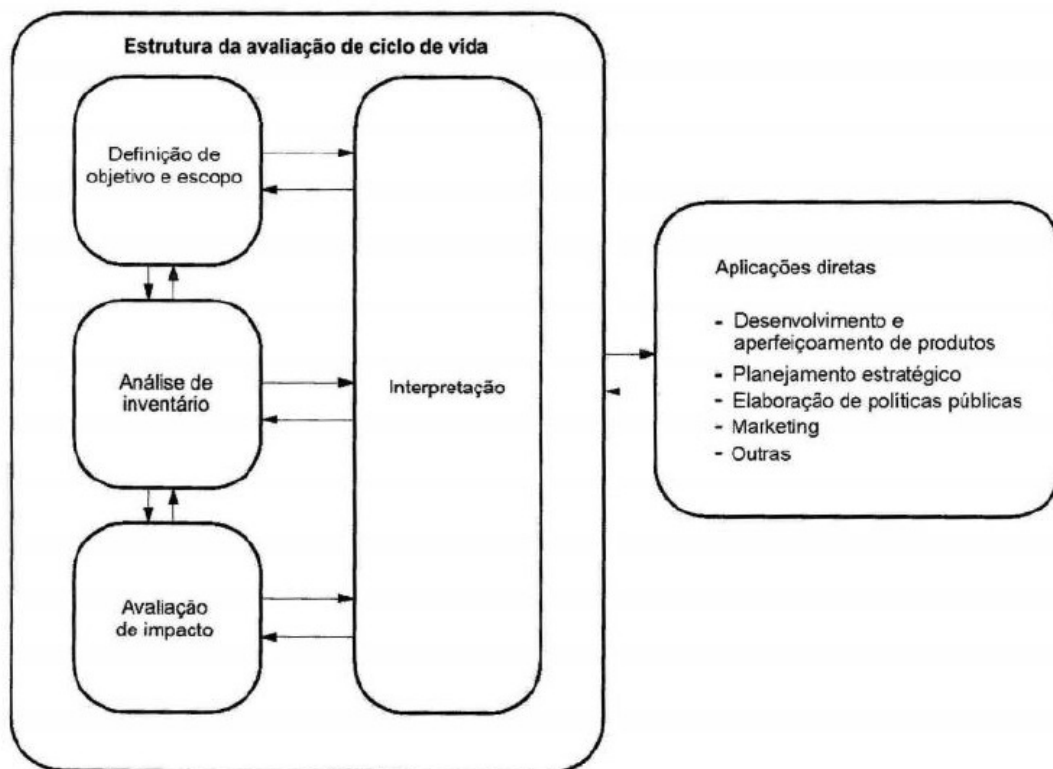 Estrutura da avaliação de ciclo de vida
Definição de
objetivo e escopo
Análise de
inventário
Avaliação
de impacto
Interpretação
Aplicações diretas
- Desenvolvimento e
aperfeiçoamento de produtos
- Planejamento estratégico
- Elaboração de políticas públicas
- Marketing
- Outras